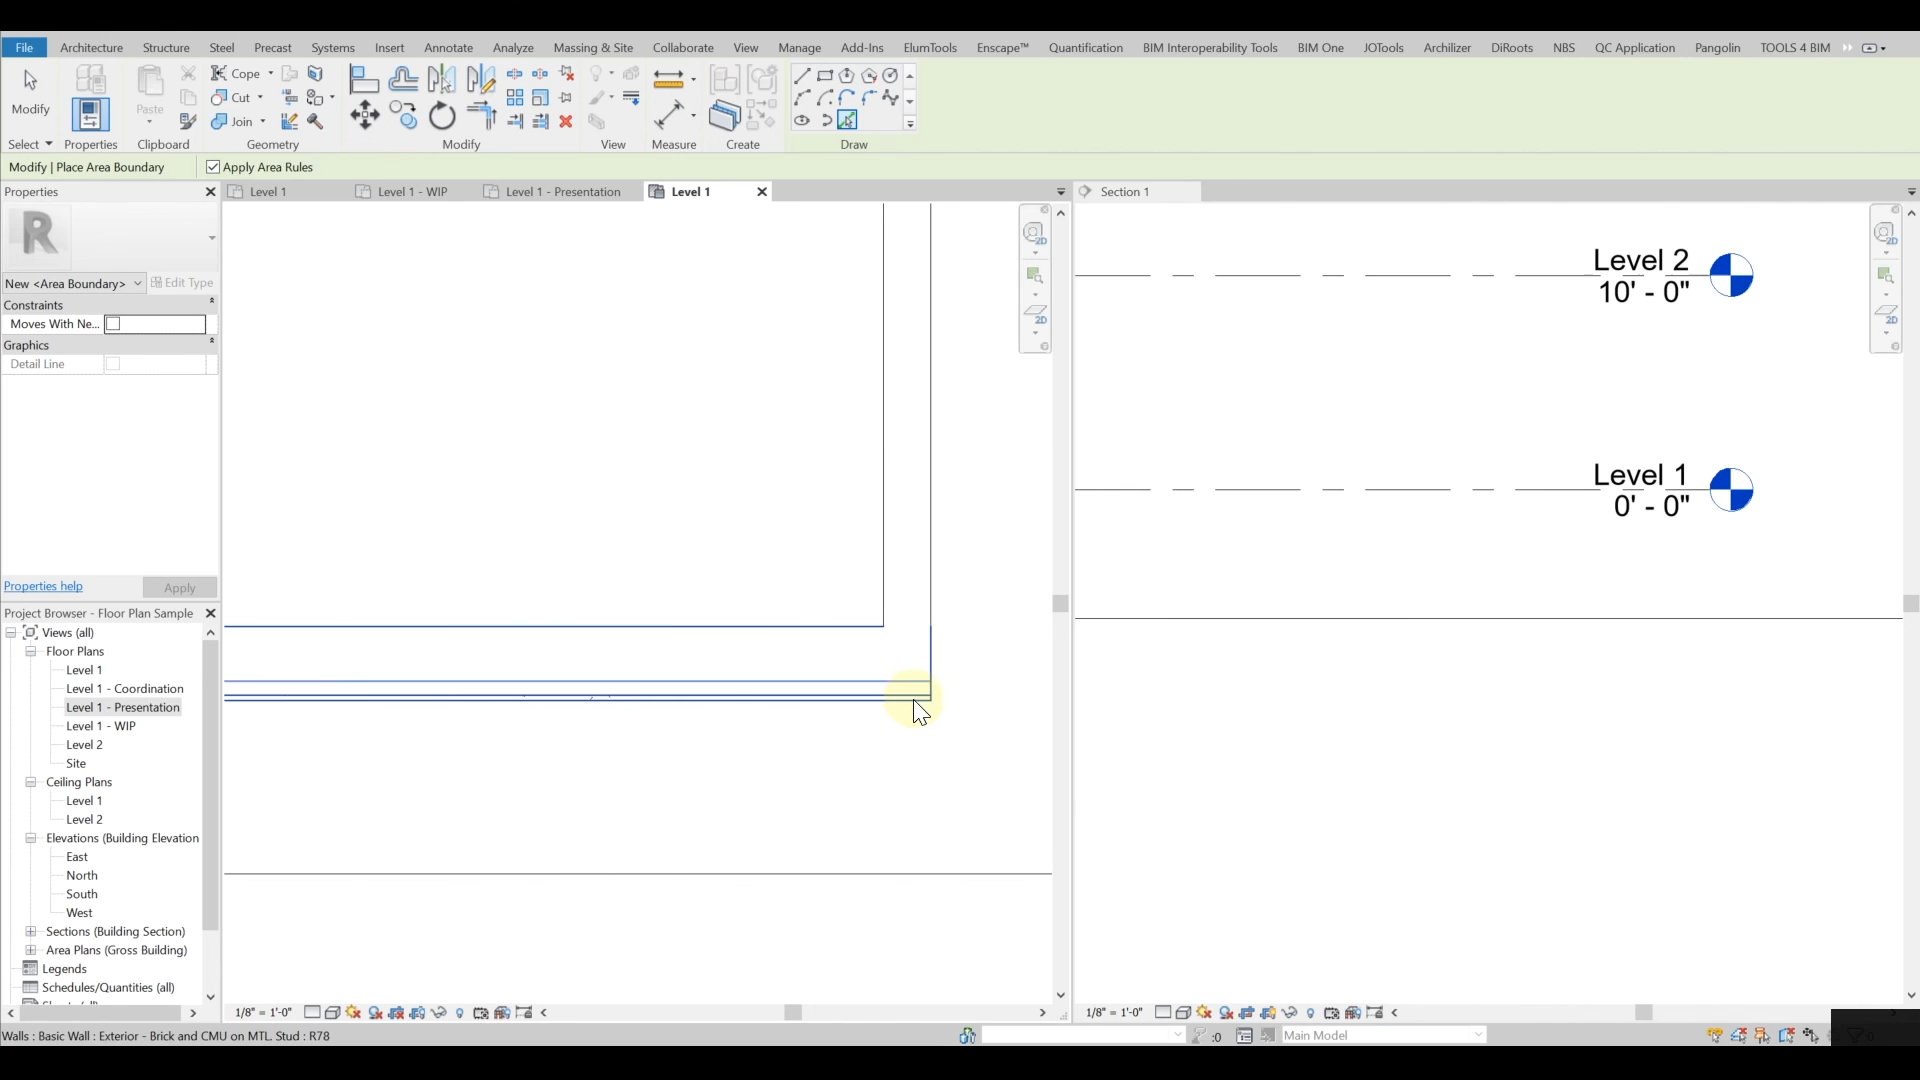 File Architecture Structure Steel Precast Systems Insert Annotate Analyze Massing & Site Collaborate View Manage Add-Ins ElumTools Enscape™ Quantification BIM Interoperability Tools BIM One JOTools Archilizer DiRoots NBS QC Application Pangolin TOOLS 4 BIM
Cope
Paste
Cut
Modify
Join
Select Properties Clipboard Geometry Modify View Measure Create Draw
Modify | Place Area Boundary Apply Area Rules
Properties
Level 1
Level 1 - WIP
Level 1 - Presentation
Level 1
Section 1
R
New <Area Boundary>
Edit Type
Constraints
Moves With Ne...
Graphics
Detail Line
Properties help
Apply
2D
2D
2D
2D
Level 2
10' - 0"
Level 1
0' - 0"
Project Browser - Floor Plan Sample
Views (all)
Floor Plans
Level 1
Level 1 - Coordination
Level 1 - Presentation
Level 1 - WIP
Level 2
Site
Ceiling Plans
Level 1
Level 2
Elevations (Building Elevation
East
North
South
West
Sections (Building Section)
Area Plans (Gross Building)
Legends
Schedules/Quantities (all)
1/8" = 1'-0"
1/8" = 1'-0"
Walls : Basic Wall : Exterior - Brick and CMU on MTL. Stud : R78
:0
Main Model